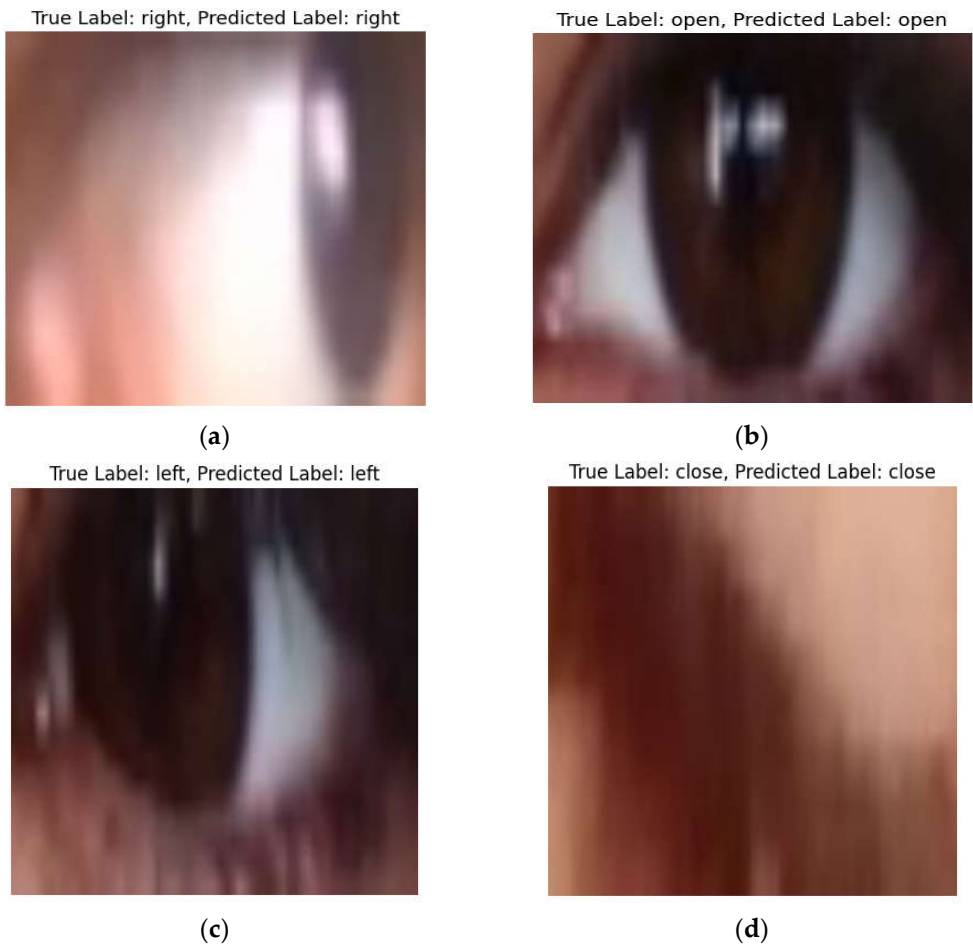 True Label: right, Predicted Label: right
True Label: open, Predicted Label: open
(a)
(b)
True Label: left, Predicted Label: left
True Label: close, Predicted Label: close
(c)
(d)